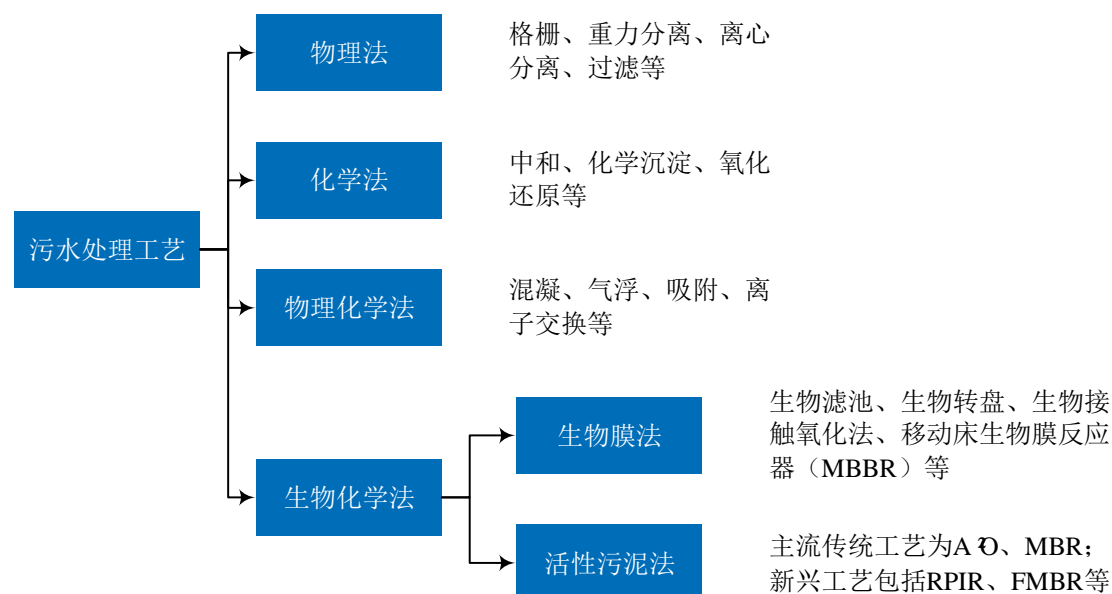 物理法
格栅、重力分离、离心
分离、过滤等
化学法
中和、化学沉淀、氧化
还原等
污水处理工艺
物理化学法
混凝、气浮、吸附、离
子交换等
生物膜法
生物滤池、生物转盘、生物接
触氧化法、移动床生物膜反应
器（MBBR）等
生物化学法
活性污泥法
主流传统工艺为A²O、MBR；
新兴工艺包括RPIR、FMBR等